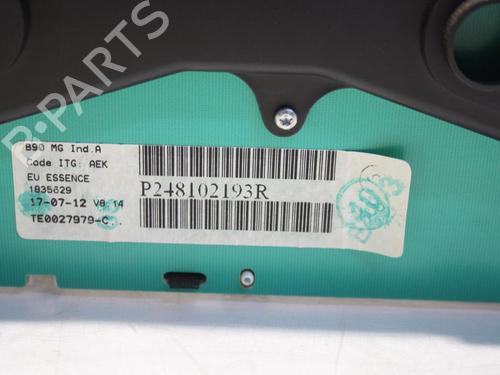 B90 MG Ind.A
Code ITG: AEK
EU ESSENCE
1835629
17-07-12 V8.14
TE0027979-C..
P248102193R
B-PARTS